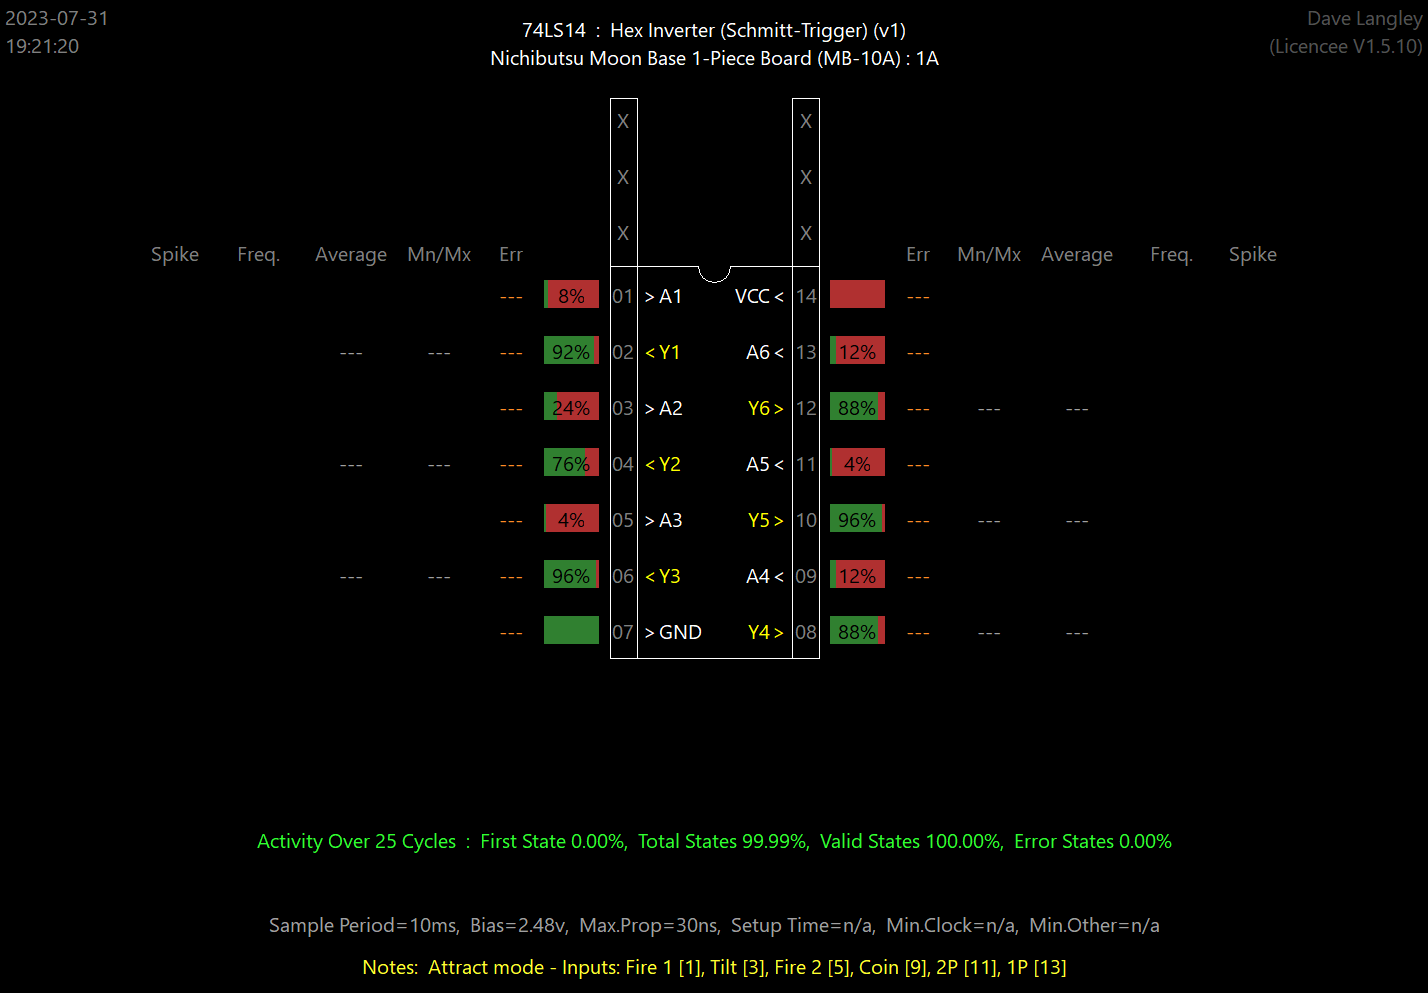 2023-07-31
19:21:20
74LS14 : Hex Inverter (Schmitt-Trigger) (v1)
Nichibutsu Moon Base 1-Piece Board (MB-10A) : 1A
Dave Langley
(Licencee V1.5.10)
X X
X X
X X
Spike Freq. Average Mn/Mx Err Err Mn/Mx Average Freq. Spike
--- 8% 01 > A1 VCC < 14 ---
--- --- --- 92% 02 < Y1 A6 < 13 12% ---
--- 24% 03 > A2 Y6 > 12 88% --- --- ---
--- --- --- 76% 04 < Y2 A5 < 11 4% ---
--- 4% 05 > A3 Y5 > 10 96% --- --- ---
--- --- --- 96% 06 < Y3 A4 < 09 12% ---
--- 07 > GND Y4 > 08 88% --- --- ---
Activity Over 25 Cycles : First State 0.00%, Total States 99.99%, Valid States 100.00%, Error States 0.00%
Sample Period=10ms, Bias=2.48v, Max.Prop=30ns, Setup Time=n/a, Min.Clock=n/a, Min.Other=n/a
Notes: Attract mode - Inputs: Fire 1 [1], Tilt [3], Fire 2 [5], Coin [9], 2P [11], 1P [13]